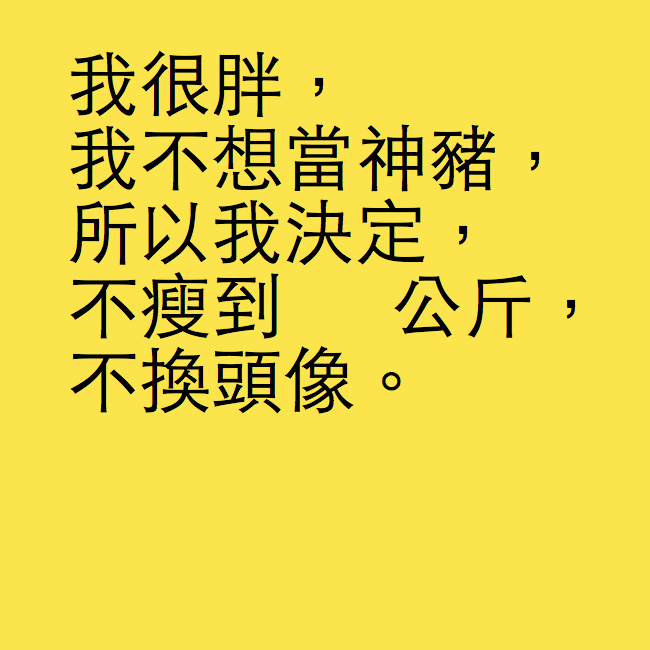 我很胖，
我不想當神豬，
所以我決定，
不瘦到　公斤，
不換頭像。